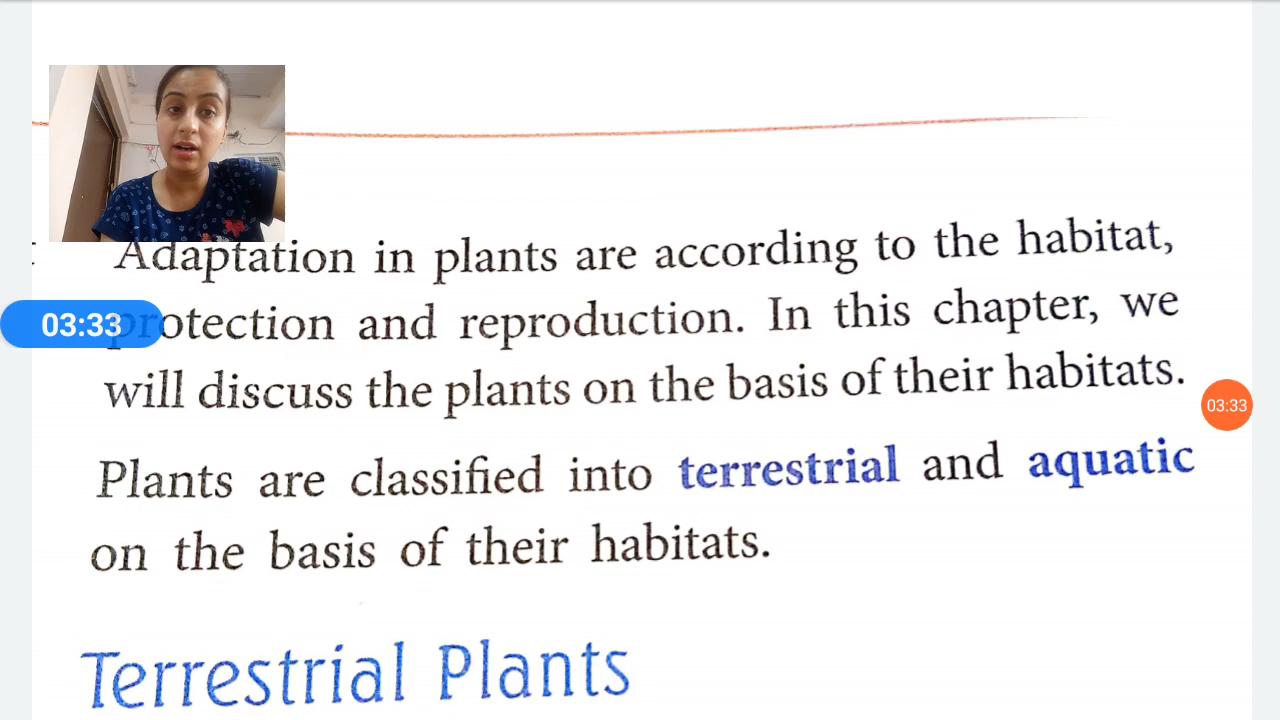 Adaptation in plants are according to the habitat,
03:33
protection and reproduction. In this chapter, we
will discuss the plants on the basis of their habitats.
03:33
Plants are classified into terrestrial and aquatic
on the basis of their habitats.
Terrestrial Plants